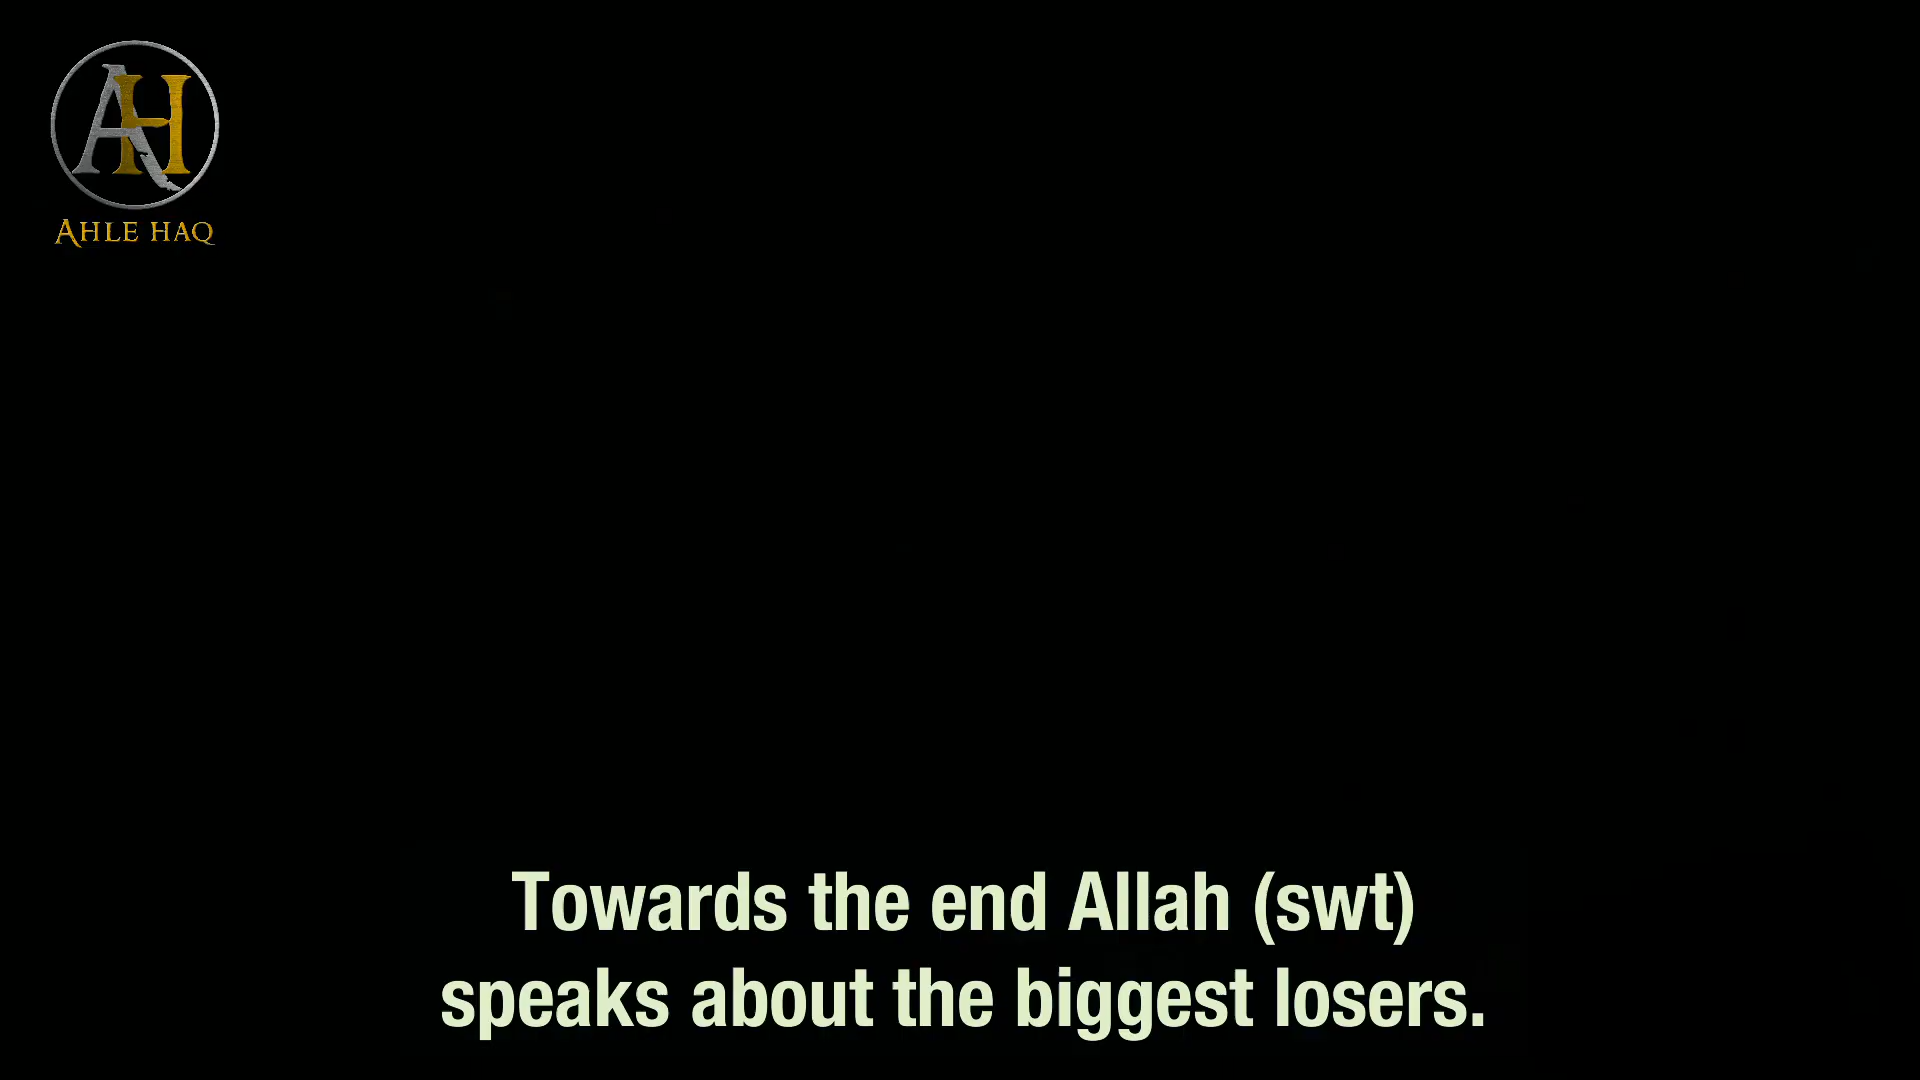 AH
AHLE HAQ
Towards the end Allah (swt)
speaks about the biggest losers.